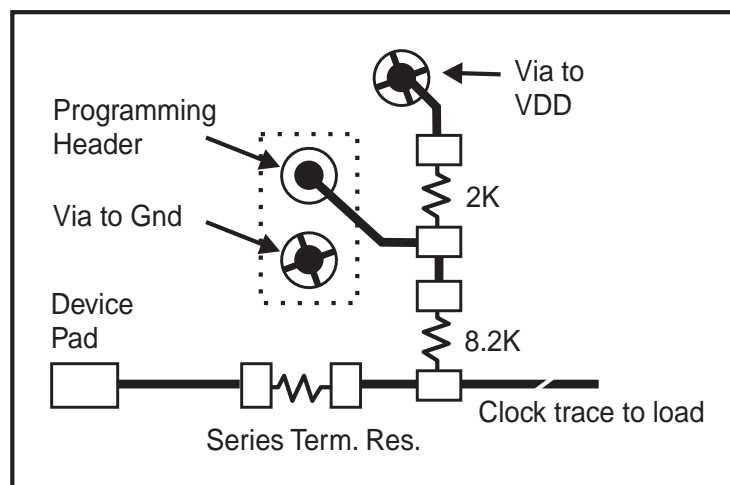 Via to
VDD
Programming
Header
2K
Via to Gnd
Device
Pad
8.2K
Clock trace to load
Series Term. Res.